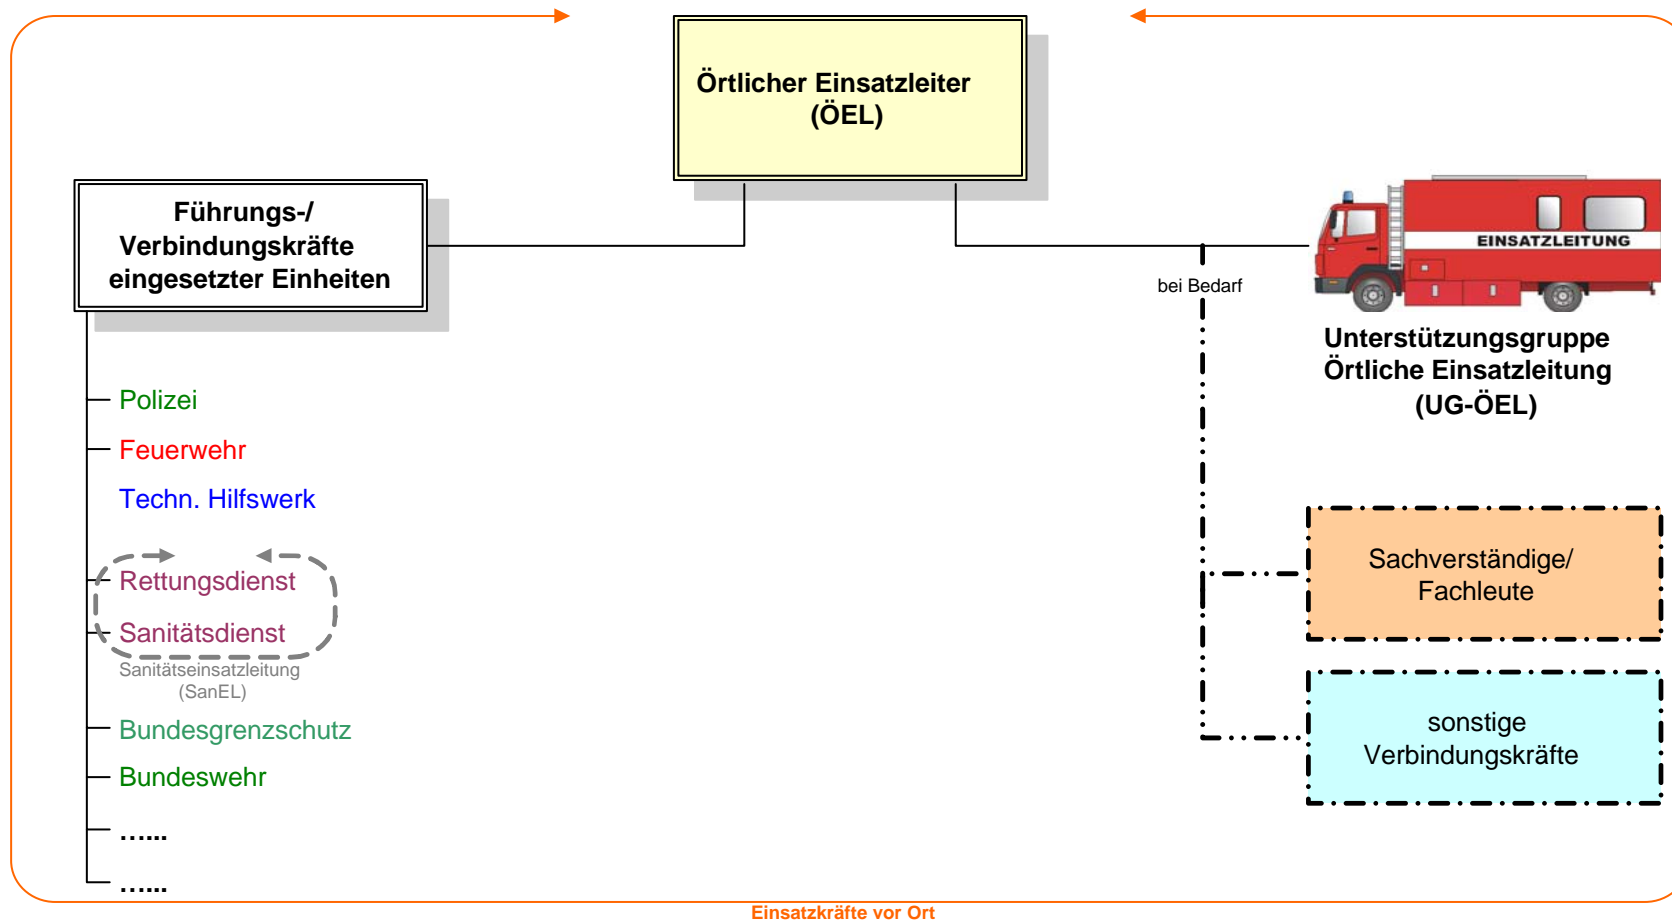 Örtlicher Einsatzleiter
(ÖEL)
Führungs-/
Verbindungskräfte
eingesetzter Einheiten
EINSATZLEITUNG
bei Bedarf
Unterstützungsgruppe
Örtliche Einsatzleitung
(UG-ÖEL)
Polizei
Feuerwehr
Techn. Hilfswerk
Rettungsdienst
Sanitätsdienst
Sanitätseinsatzleitung
(SanEL)
Bundesgrenzschutz
Bundeswehr
…...
…...
Sachverständige/
Fachleute
sonstige
Verbindungskräfte
Einsatzkräfte vor Ort